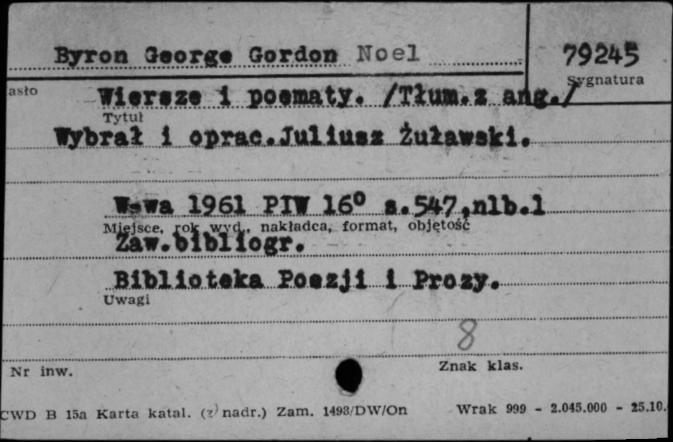 Byron George Gordon Noel
79245
Sygnatura
asło
Wiersze i poematy. /Tłum.z ang./
Tytuł
Wybrał i oprac.Juliusz Żuławski.
W-wa 1961 PIW 16° s.547,nlb.1
Miejsce, rok wyd., nakładca, format, objętość
Zaw.bibliogr.
Biblioteka Poezji i Prozy.
Uwagi
8
Nr inw.
Znak klas.
CWD B 15a Karta katal. (z nadr.) Zam. 1493/DW/On
Wrak 999 - 2.045.000 - 25.10.